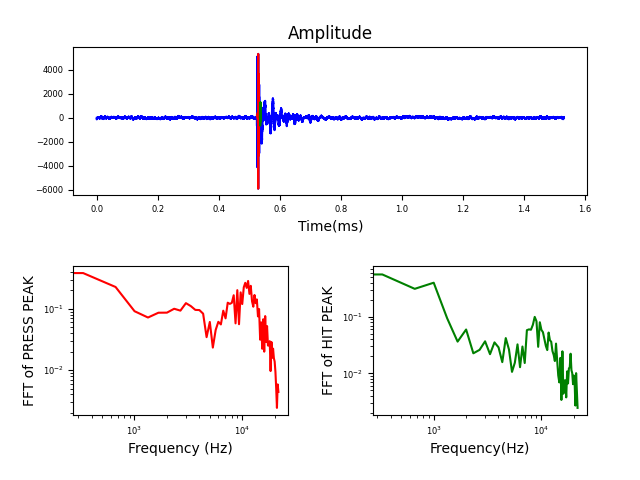 Amplitude
4000
2000
0
−2000
−4000
−6000
0.0 0.2 0.4 0.6 0.8 1.0 1.2 1.4 1.6
Time(ms)
FFT of PRESS PEAK
10⁻¹
10⁻²
10³ 10⁴
Frequency (Hz)
FFT of HIT PEAK
10⁻¹
10⁻²
10³ 10⁴
Frequency(Hz)